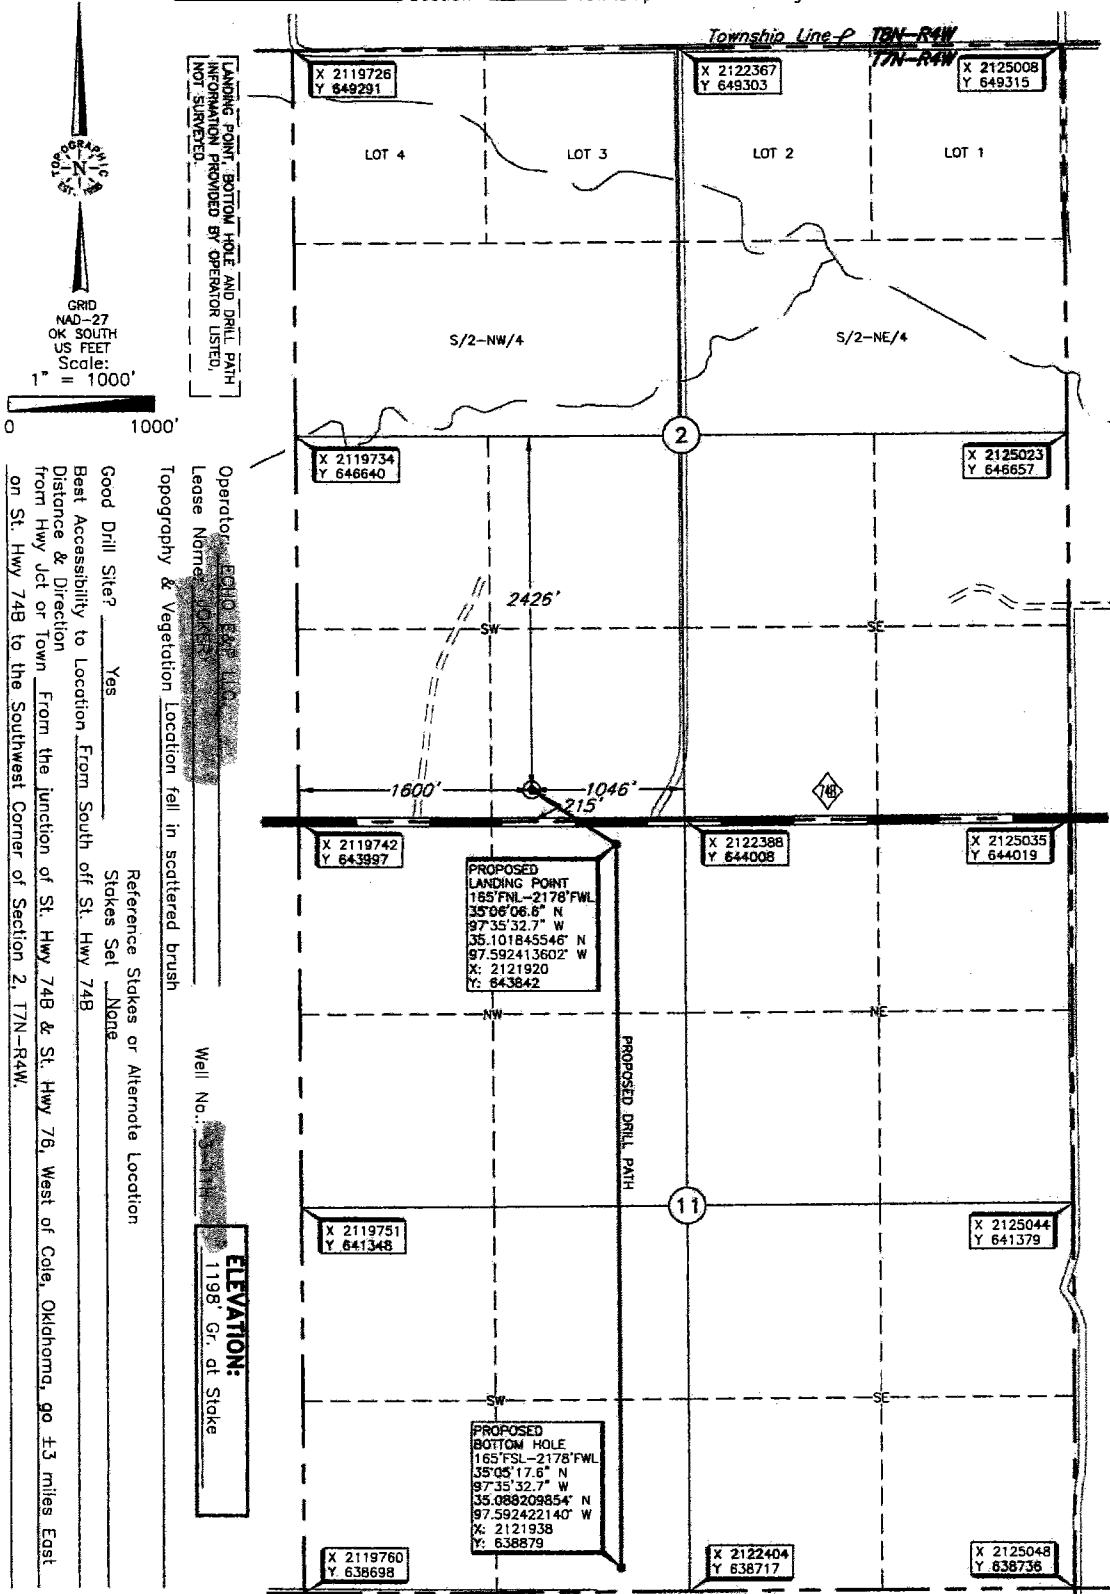 Township Line
T8N-R4W
T7N-R4W
X 2119726
Y 649291
X 2122367
Y 649303
X 2125008
Y 649315
LANDING POINT, BOTTOM HOLE AND DRILL PATH
INFORMATION PROVIDED BY OPERATOR LISTED,
NOT SURVEYED.
TOPOGRAPHIC
N
EST.
LOT 4
LOT 3
LOT 2
LOT 1
GRID
NAD-27
OK SOUTH
US FEET
Scale:
1" = 1000'
0 1000'
S/2-NW/4
S/2-NE/4
2
X 2119734
Y 646640
X 2125023
Y 646657
2426'
SW
SE
1600'
1046'
215'
74B
X 2119742
Y 643997
X 2122388
Y 644008
X 2125035
Y 644019
PROPOSED
LANDING POINT
165'FNL-2178'FWL
35°06'06.6" N
97°35'32.7" W
35.101845546° N
97.592413602° W
X: 2121920
Y: 643842
NW
NE
PROPOSED DRILL PATH
11
X 2119751
Y 641348
X 2125044
Y 641379
SW
SE
PROPOSED
BOTTOM HOLE
165'FSL-2178'FWL
35°05'17.6" N
97°35'32.7" W
35.088209854° N
97.592422140° W
X: 2121938
Y: 638879
X 2119760
Y 638698
X 2122404
Y 638717
X 2125048
Y 638736
Operator: ECHO E&P, LLC
Lease Name: JOKER
Well No.:
ELEVATION:
1198' Gr. at Stake
Topography & Vegetation Location fell in scattered brush
Reference Stakes or Alternate Location
Good Drill Site? Yes
Stakes Set None
Best Accessibility to Location From South off St. Hwy 74B
Distance & Direction
from Hwy Jct or Town From the junction of St. Hwy 74B & St. Hwy 76, West of Cole, Oklahoma, go ±3 miles East
on St. Hwy 74B to the Southwest Corner of Section 2, T7N-R4W.